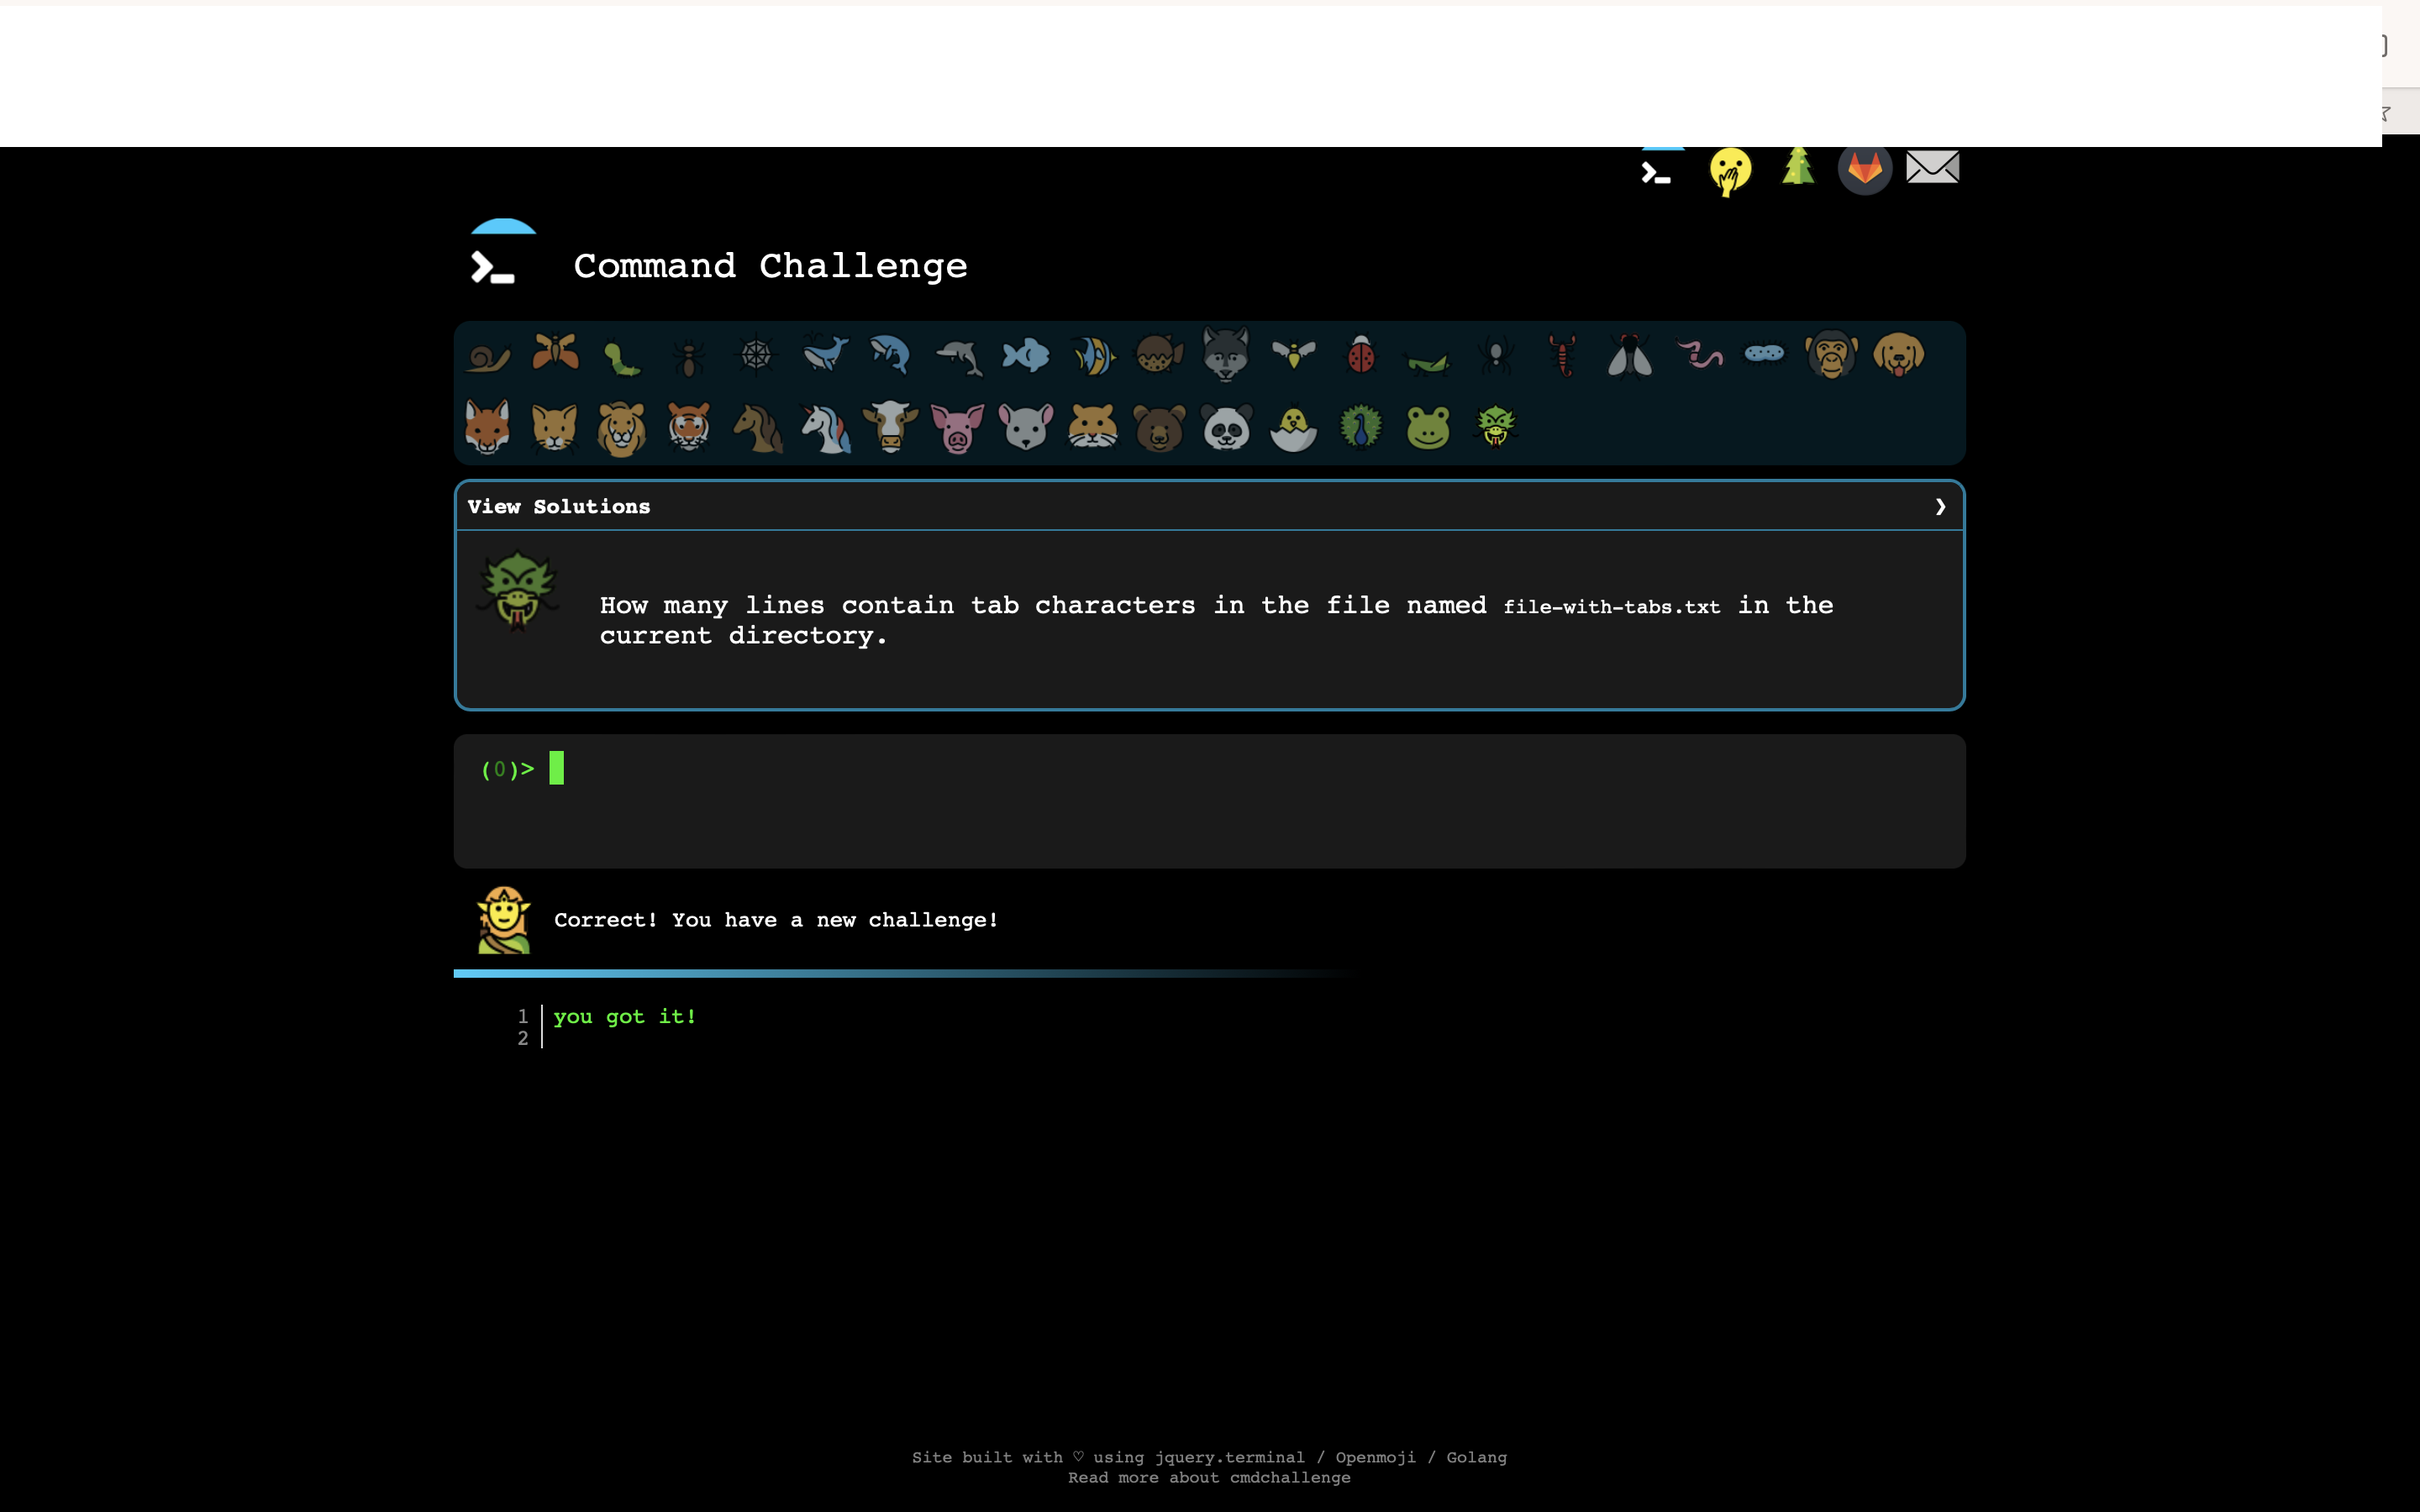 Command Challenge
View Solutions
How many lines contain tab characters in the file named file-with-tabs.txt in the
current directory.
(0)>
Correct! You have a new challenge!
1 you got it!
2
Site built with ♡ using jquery.terminal / Openmoji / Golang
Read more about cmdchallenge